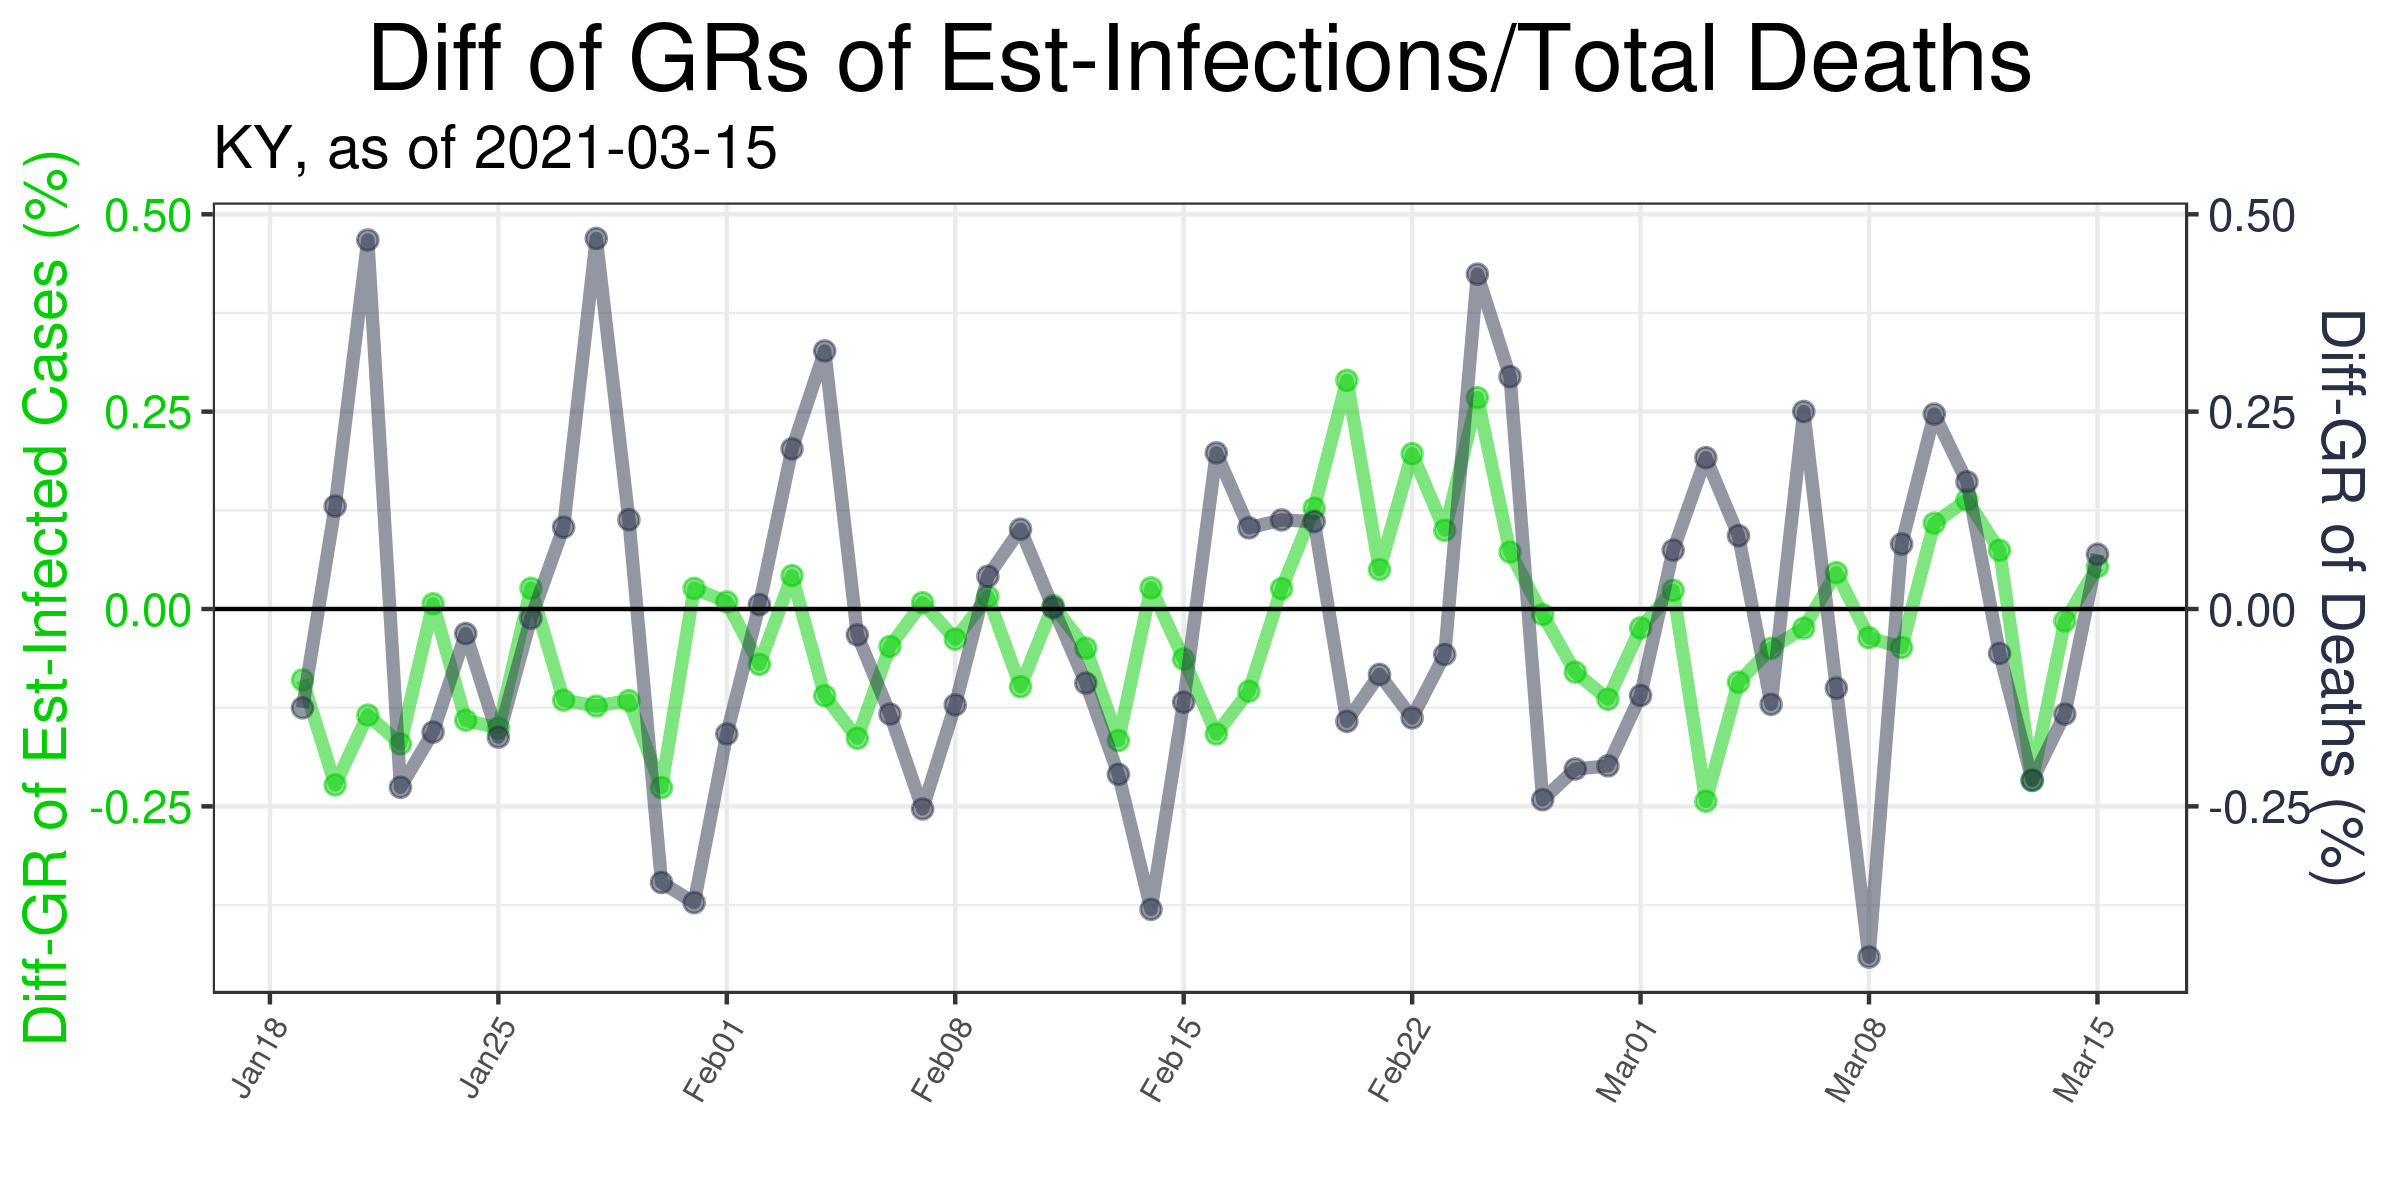 Diff of GRs of Est-Infections/Total Deaths
KY, as of 2021-03-15
Diff-GR of Est-Infected Cases (%)
0.50
0.25
0.00
-0.25
0.50
0.25
0.00
-0.25
Diff-GR of Deaths (%)
Jan18
Jan25
Feb01
Feb08
Feb15
Feb22
Mar01
Mar08
Mar15